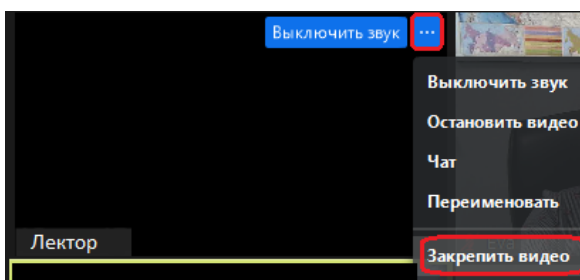 Выключить звук ...
Выключить звук
Остановить видео
Чат
Переименовать
Лектор
Закрепить видео